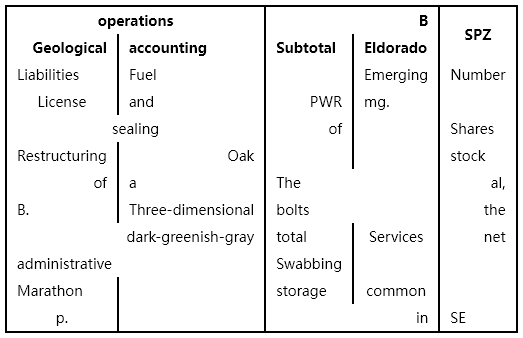 operations B SPZ
Geological accounting Subtotal Eldorado
Liabilities Fuel Emerging Number
License and PWR mg.
sealing of Shares
Restructuring Oak stock
of a The al,
B. Three-dimensional bolts the
dark-greenish-gray total Services net
administrative Swabbing
Marathon storage common
p. in SE